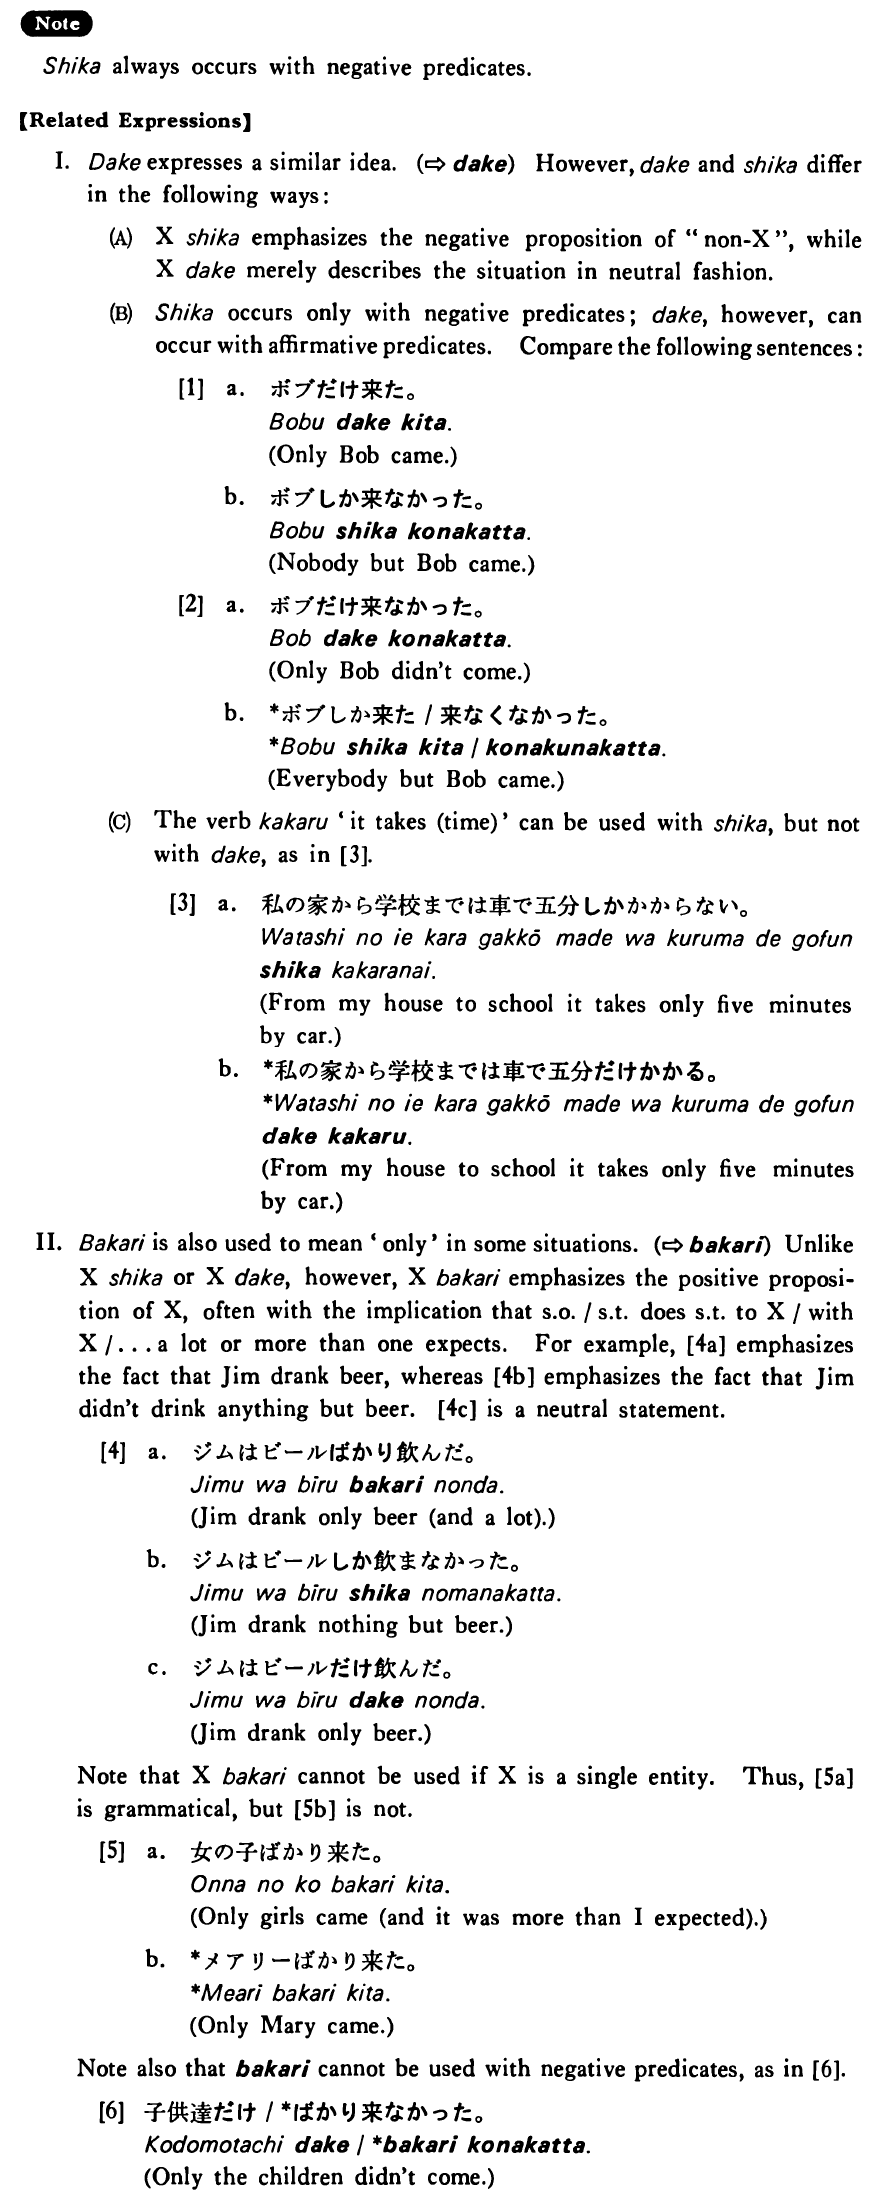 Note
Shika always occurs with negative predicates.
【Related Expressions】
I. Dake expresses a similar idea. (⇨ dake) However, dake and shika differ
in the following ways:
(A) X shika emphasizes the negative proposition of “non-X”, while
X dake merely describes the situation in neutral fashion.
(B) Shika occurs only with negative predicates; dake, however, can
occur with affirmative predicates. Compare the following sentences:
[1] a. ボブだけ来た。
Bobu dake kita.
(Only Bob came.)
b. ボブしか来なかった。
Bobu shika konakatta.
(Nobody but Bob came.)
[2] a. ボブだけ来なかった。
Bob dake konakatta.
(Only Bob didn't come.)
b. *ボブしか来た / 来なくなかった。
*Bobu shika kita / konakunakatta.
(Everybody but Bob came.)
(C) The verb kakaru ‘it takes (time)’ can be used with shika, but not
with dake, as in [3].
[3] a. 私の家から学校までは車で五分しかかからない。
Watashi no ie kara gakkō made wa kuruma de gofun
shika kakaranai.
(From my house to school it takes only five minutes
by car.)
b. *私の家から学校までは車で五分だけかかる。
*Watashi no ie kara gakkō made wa kuruma de gofun
dake kakaru.
(From my house to school it takes only five minutes
by car.)
II. Bakari is also used to mean ‘only’ in some situations. (⇨ bakari) Unlike
X shika or X dake, however, X bakari emphasizes the positive proposi-
tion of X, often with the implication that s.o. / s.t. does s.t. to X / with
X / . . . a lot or more than one expects. For example, [4a] emphasizes
the fact that Jim drank beer, whereas [4b] emphasizes the fact that Jim
didn't drink anything but beer. [4c] is a neutral statement.
[4] a. ジムはビールばかり飲んだ。
Jimu wa bīru bakari nonda.
(Jim drank only beer (and a lot).)
b. ジムはビールしか飲まなかった。
Jimu wa bīru shika nomanakatta.
(Jim drank nothing but beer.)
c. ジムはビールだけ飲んだ。
Jimu wa bīru dake nonda.
(Jim drank only beer.)
Note that X bakari cannot be used if X is a single entity. Thus, [5a]
is grammatical, but [5b] is not.
[5] a. 女の子ばかり来た。
Onna no ko bakari kita.
(Only girls came (and it was more than I expected).)
b. *メアリーばかり来た。
*Meari bakari kita.
(Only Mary came.)
Note also that bakari cannot be used with negative predicates, as in [6].
[6] 子供達だけ / *ばかり来なかった。
Kodomotachi dake / *bakari konakatta.
(Only the children didn't come.)